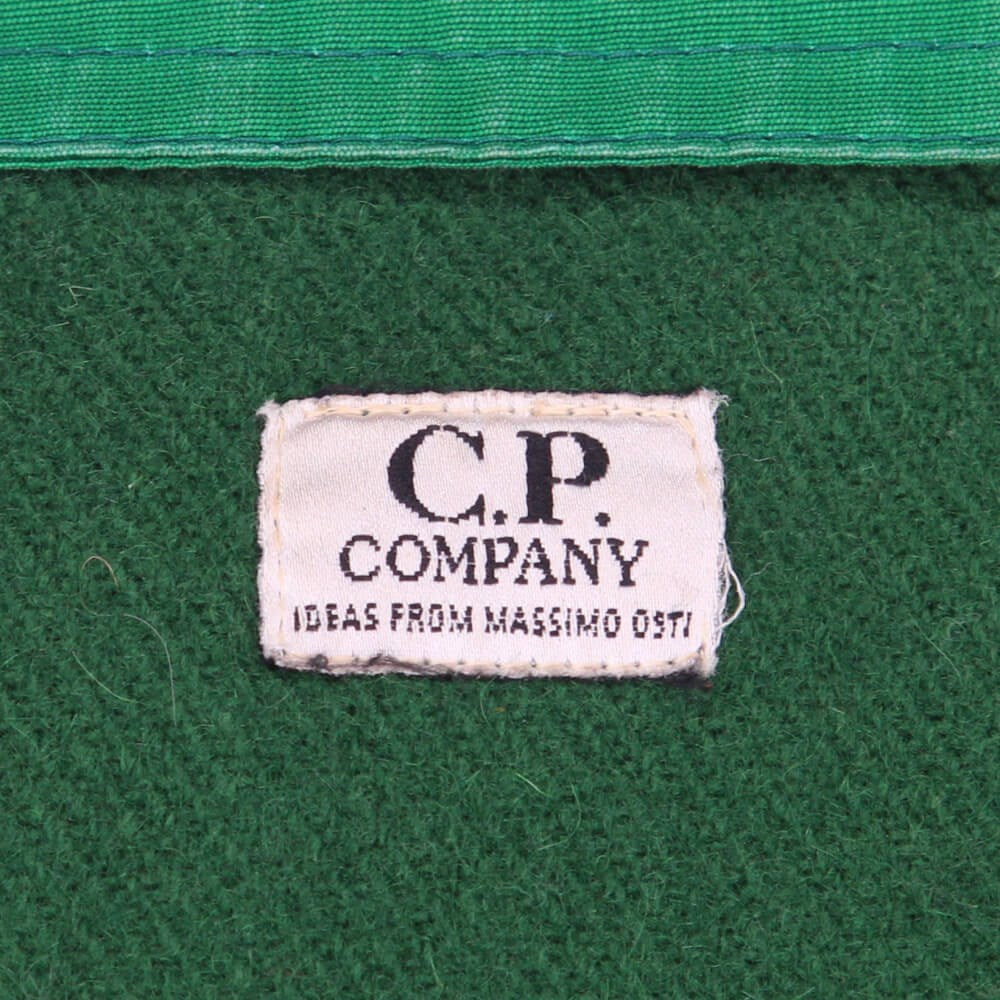 C.P.
COMPANY
IDEAS FROM MASSIMO OSTI